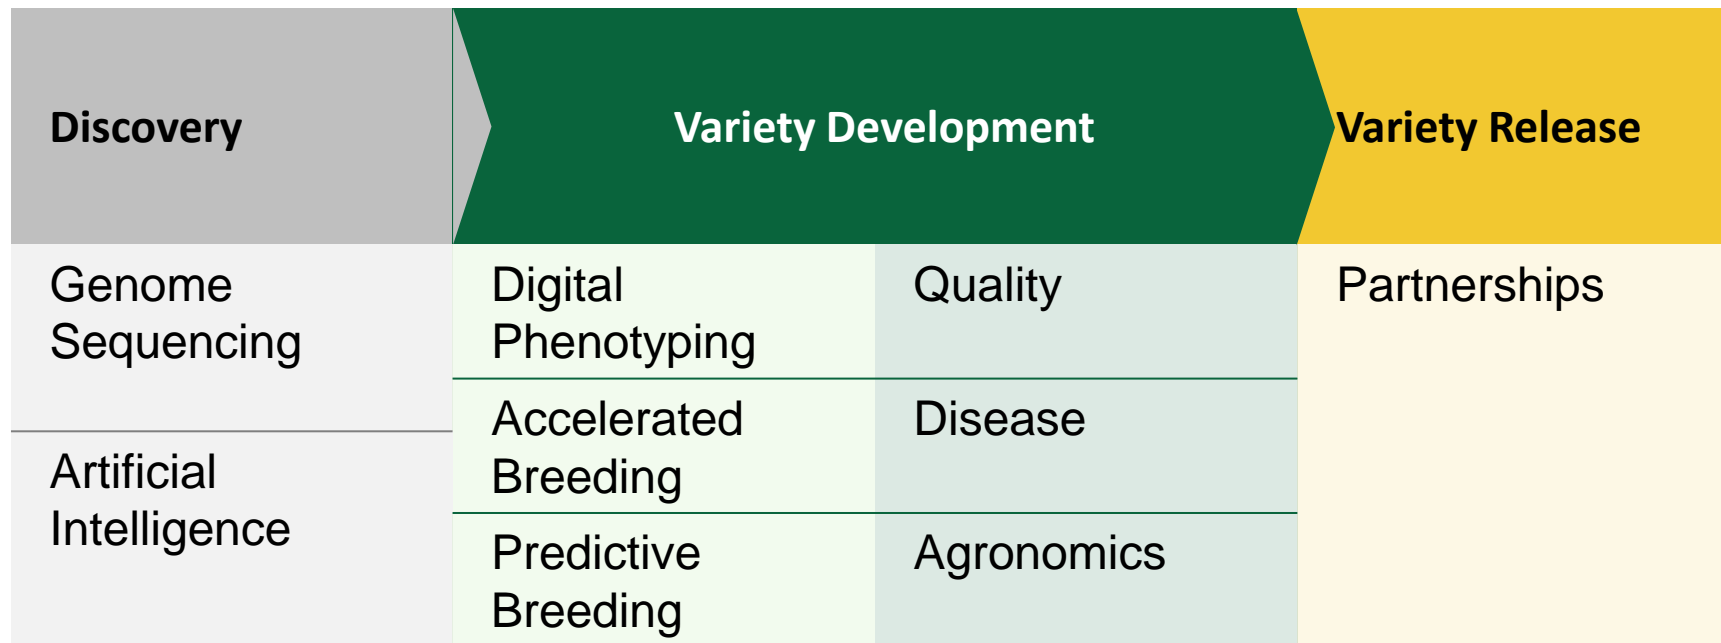 Discovery
Variety Development
Variety Release
Genome
Sequencing
Artificial
Intelligence
Digital
Phenotyping
Accelerated
Breeding
Predictive
Breeding
Quality
Disease
Agronomics
Partnerships